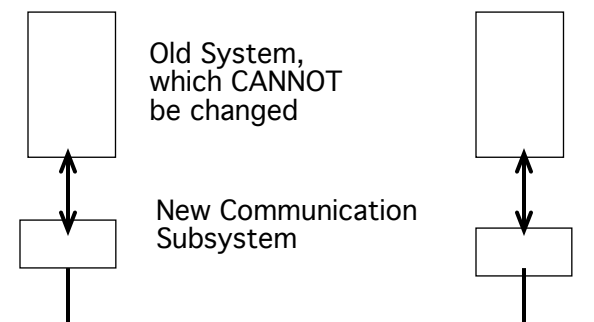 Old System,
which CANNOT
be changed
New Communication
Subsystem